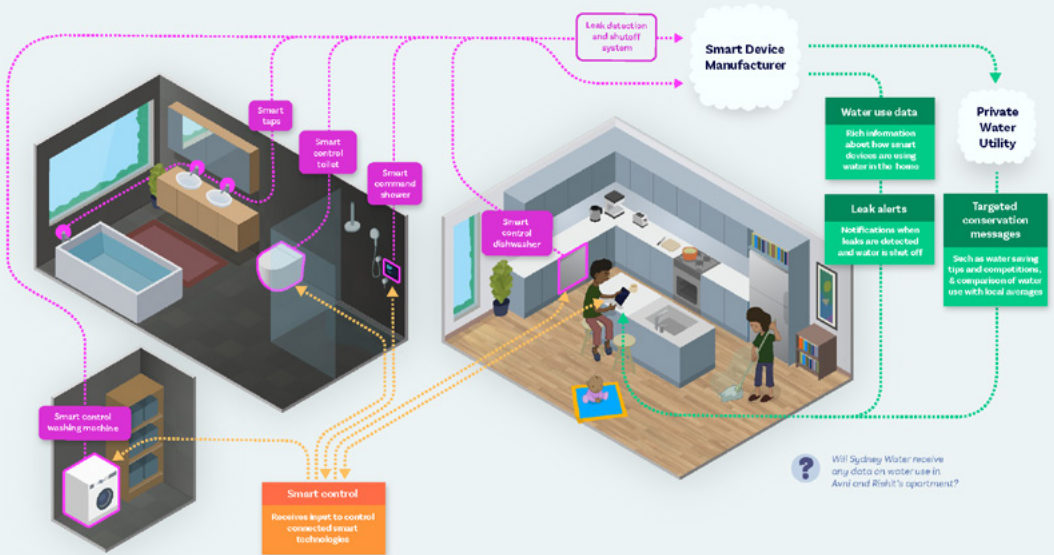 Leak detection
and shutoff
system
Smart Device
Manufacturer
Smart
taps
Smart
control
toilet
Smart
command
shower
Smart
control
dishwasher
Water use data
Rich information
about how smart
devices are using
water in the home
Private
Water
Utility
Leak alerts
Notifications when
leaks are detected
and water is shut off
Targeted
conservation
messages
Such as water saving
tips and competitions,
& comparison of water
use with local averages
Smart control
washing machine
Smart control
Receives input to control
connected smart
technologies
?
Will Sydney Water receive
any data on water use in
Avni and Rishit's apartment?